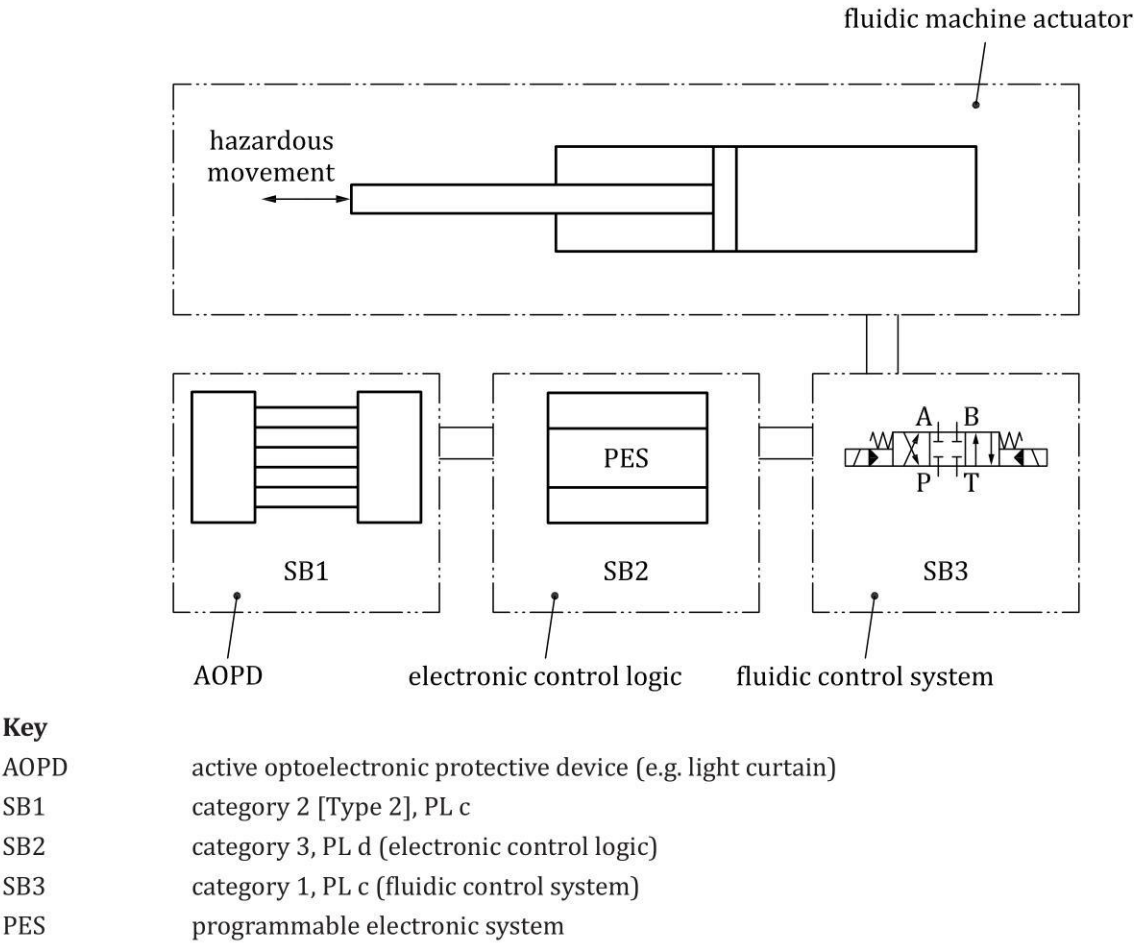 fluidic machine actuator
hazardous
movement
PES
A B
P T
SB1
SB2
SB3
AOPD
electronic control logic
fluidic control system
Key
AOPD active optoelectronic protective device (e.g. light curtain)
SB1 category 2 [Type 2], PL c
SB2 category 3, PL d (electronic control logic)
SB3 category 1, PL c (fluidic control system)
PES programmable electronic system